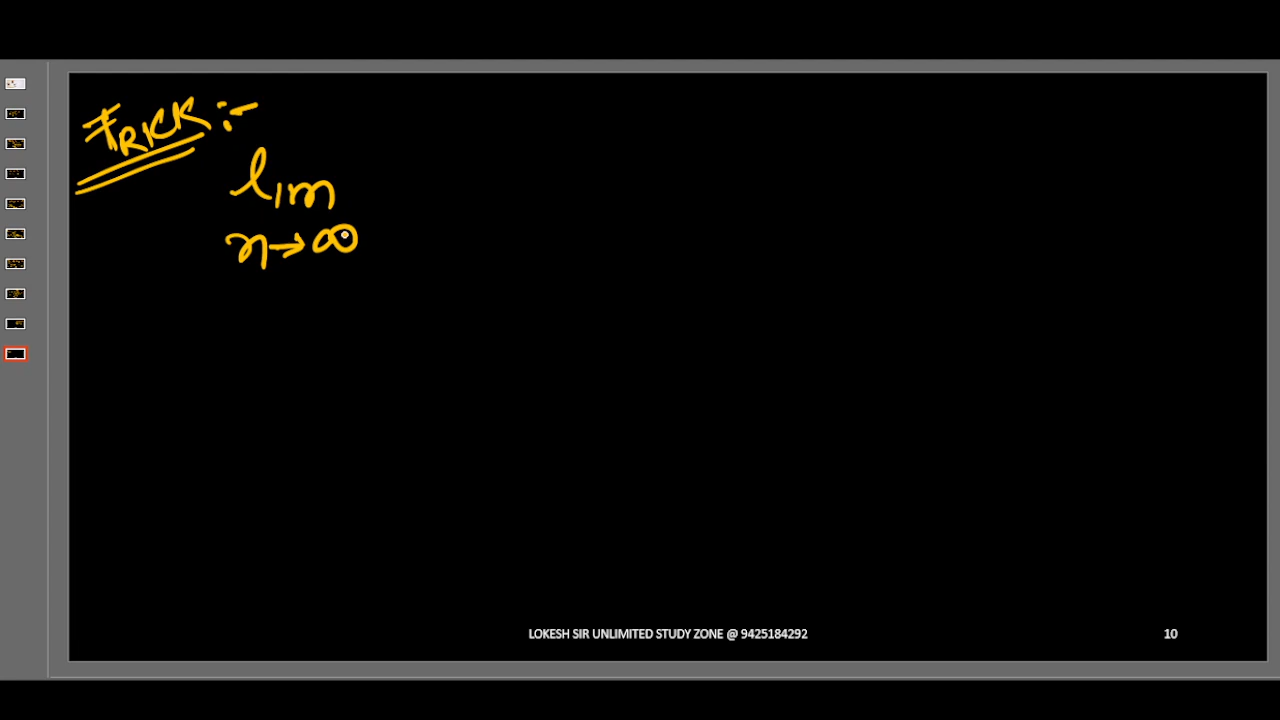 TRICK :-
lim
n→∞
LOKESH SIR UNLIMITED STUDY ZONE @ 9425184292
10